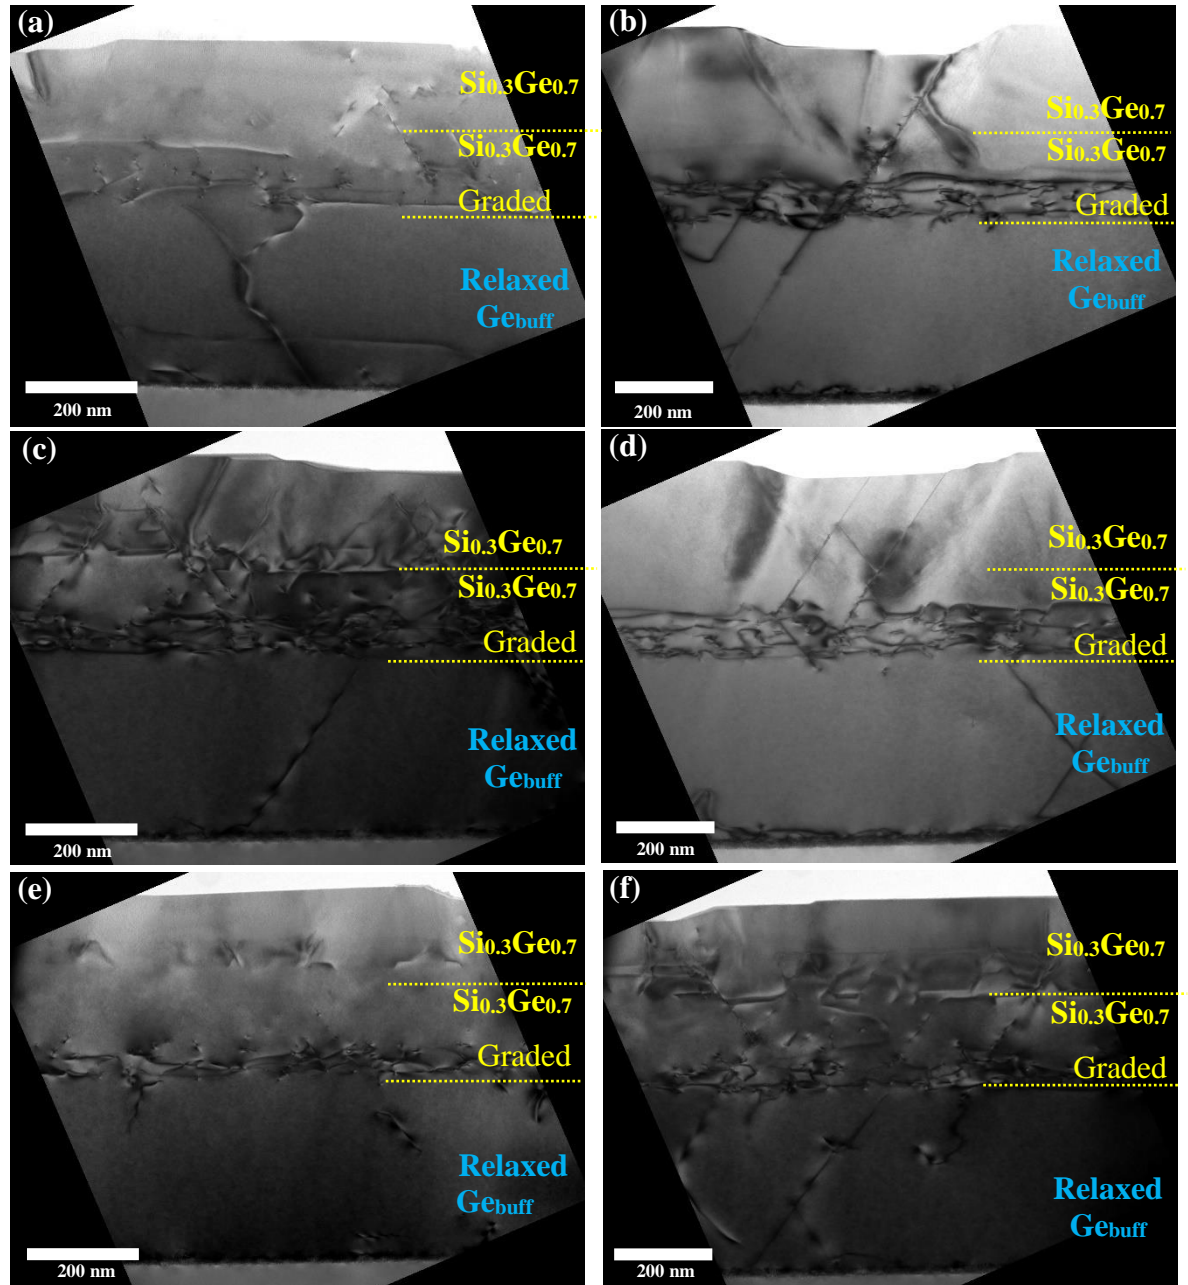 (a)
Si0.3Ge0.7
Si0.3Ge0.7
Graded
Relaxed
Gebuff
200 nm
(b)
Si0.3Ge0.7
Si0.3Ge0.7
Graded
Relaxed
Gebuff
200 nm
(c)
Si0.3Ge0.7
Si0.3Ge0.7
Graded
Relaxed
Gebuff
200 nm
(d)
Si0.3Ge0.7
Si0.3Ge0.7
Graded
Relaxed
Gebuff
200 nm
(e)
Si0.3Ge0.7
Si0.3Ge0.7
Graded
Relaxed
Gebuff
200 nm
(f)
Si0.3Ge0.7
Si0.3Ge0.7
Graded
Relaxed
Gebuff
200 nm